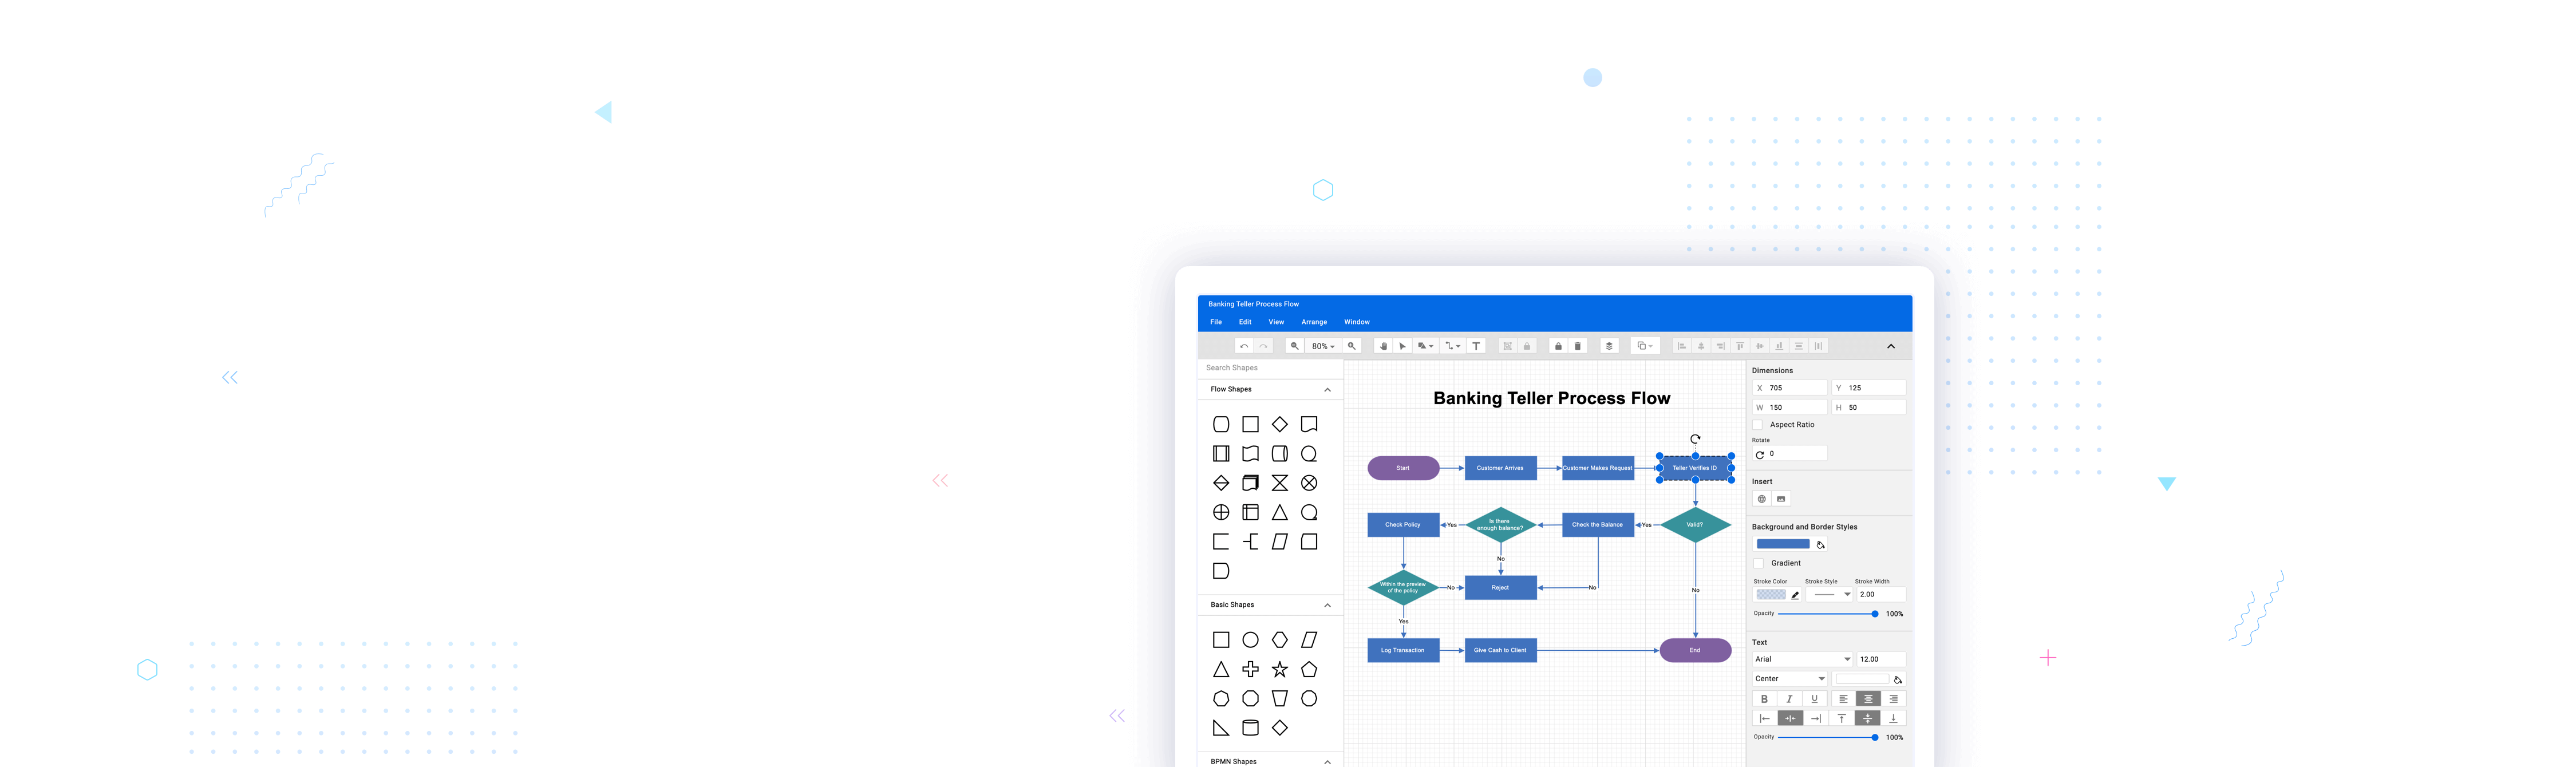 Banking Teller Process Flow
File Edit View Arrange Window
80%
Search Shapes
Flow Shapes
Basic Shapes
BPMN Shapes
Banking Teller Process Flow
Start
Customer Arrives
Customer Makes Request
Teller Verifies ID
Check Policy
Yes
Is there
enough balance?
Check the Balance
Yes
Valid?
No
Within the preview
of the policy
No
Reject
No
No
Yes
Log Transaction
Give Cash to Client
End
Dimensions
X 705
Y 125
W 150
H 50
Aspect Ratio
Rotate
0
Insert
Background and Border Styles
Gradient
Stroke Color
Stroke Style
Stroke Width
2.00
Opacity
100%
Text
Arial
12.00
Center
B I U
Opacity
100%